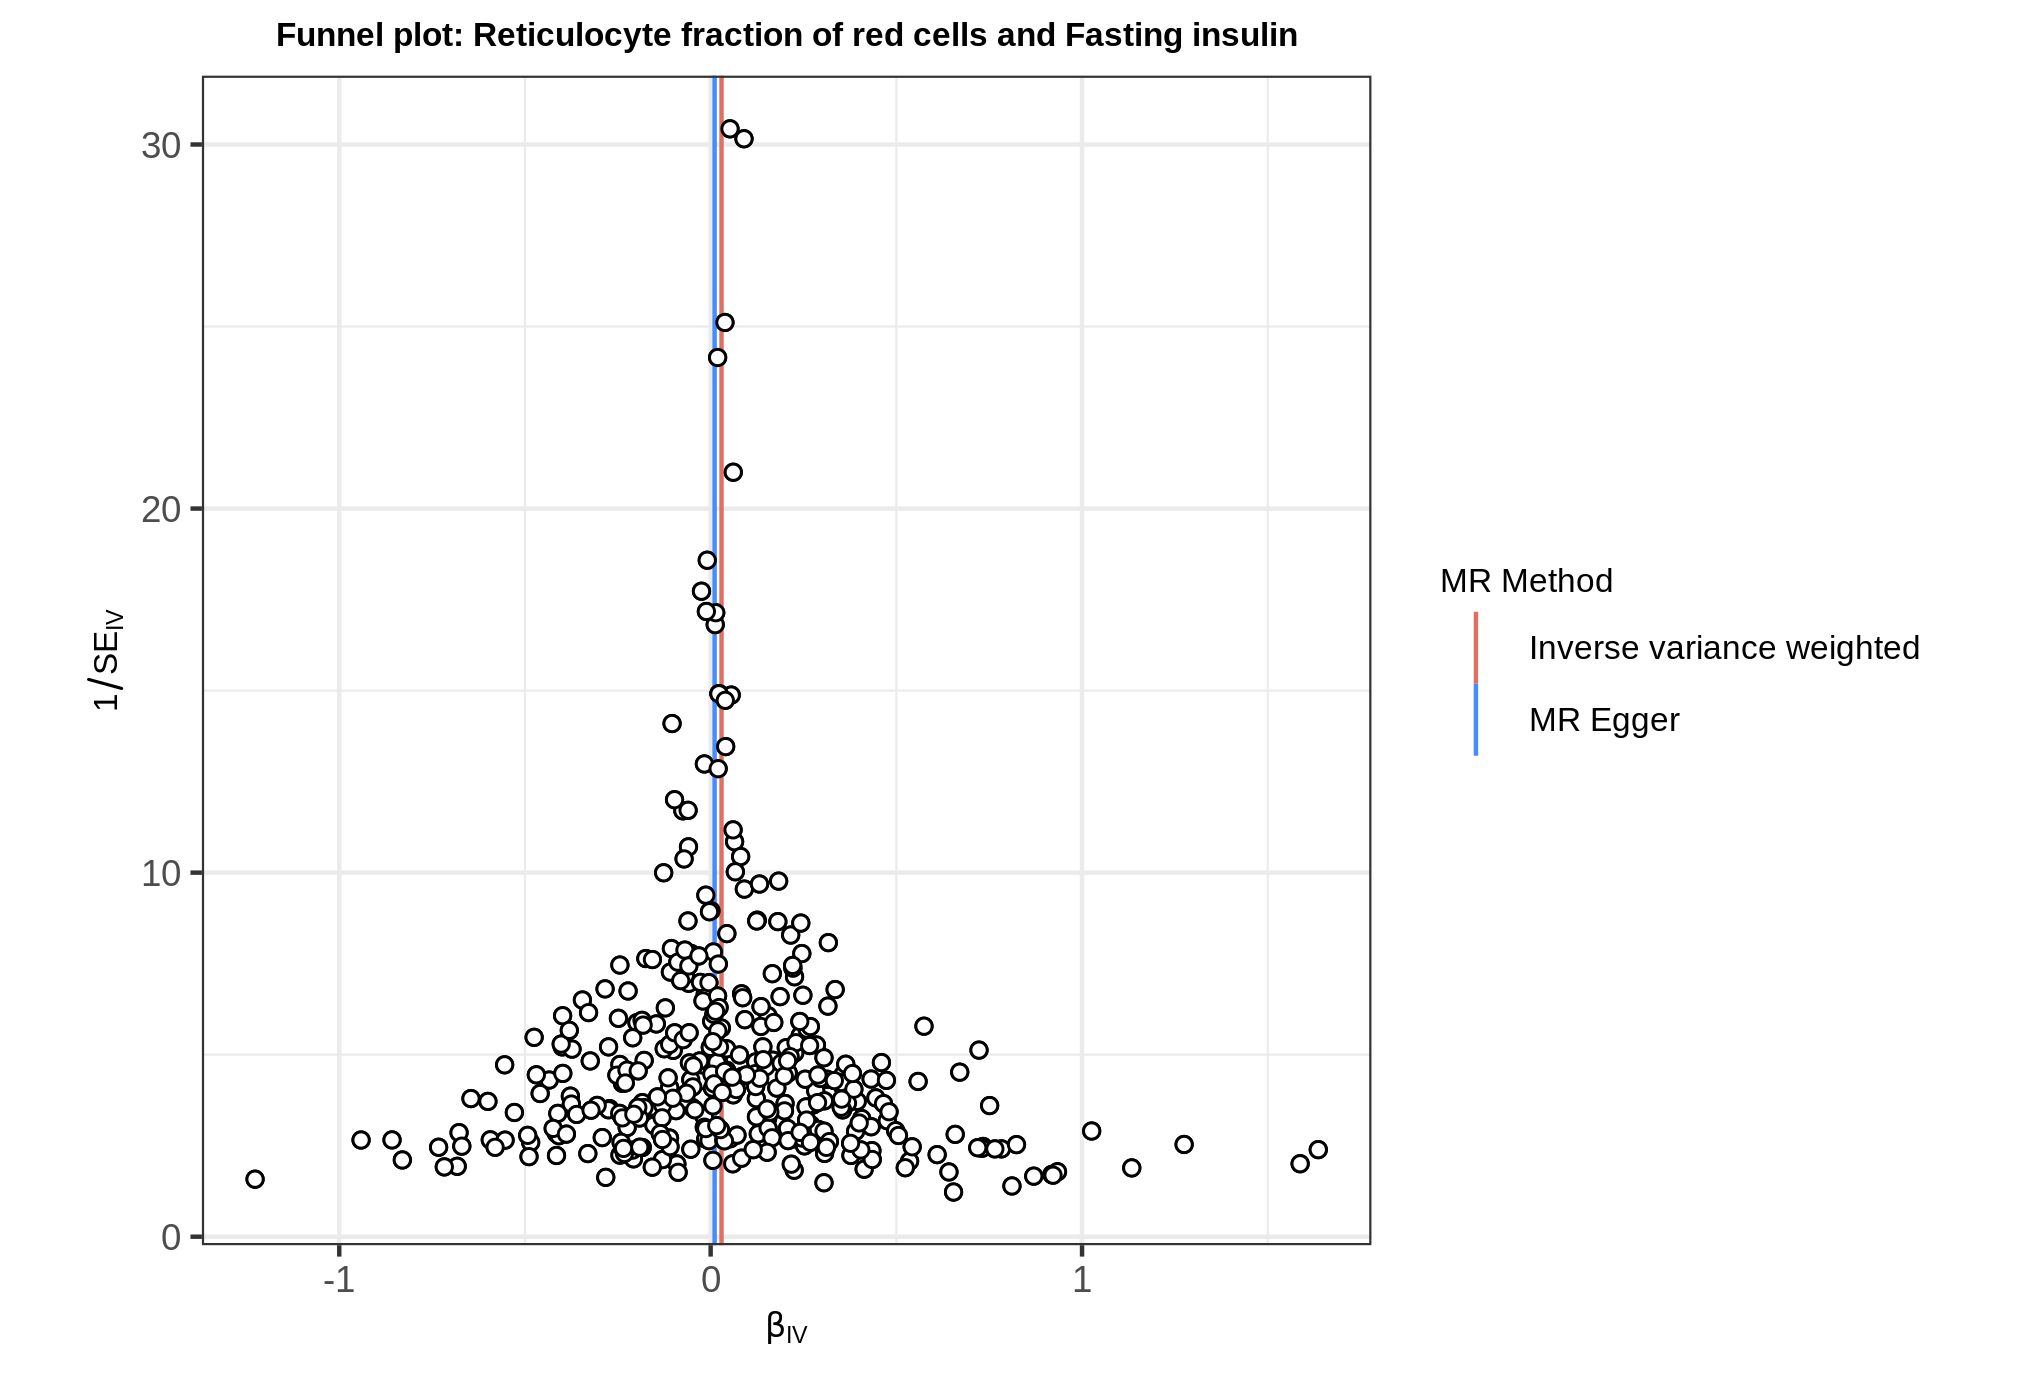 Funnel plot: Reticulocyte fraction of red cells and Fasting insulin
30
20
10
0
1/SE_IV
-1 0 1
β_IV
MR Method
Inverse variance weighted
MR Egger